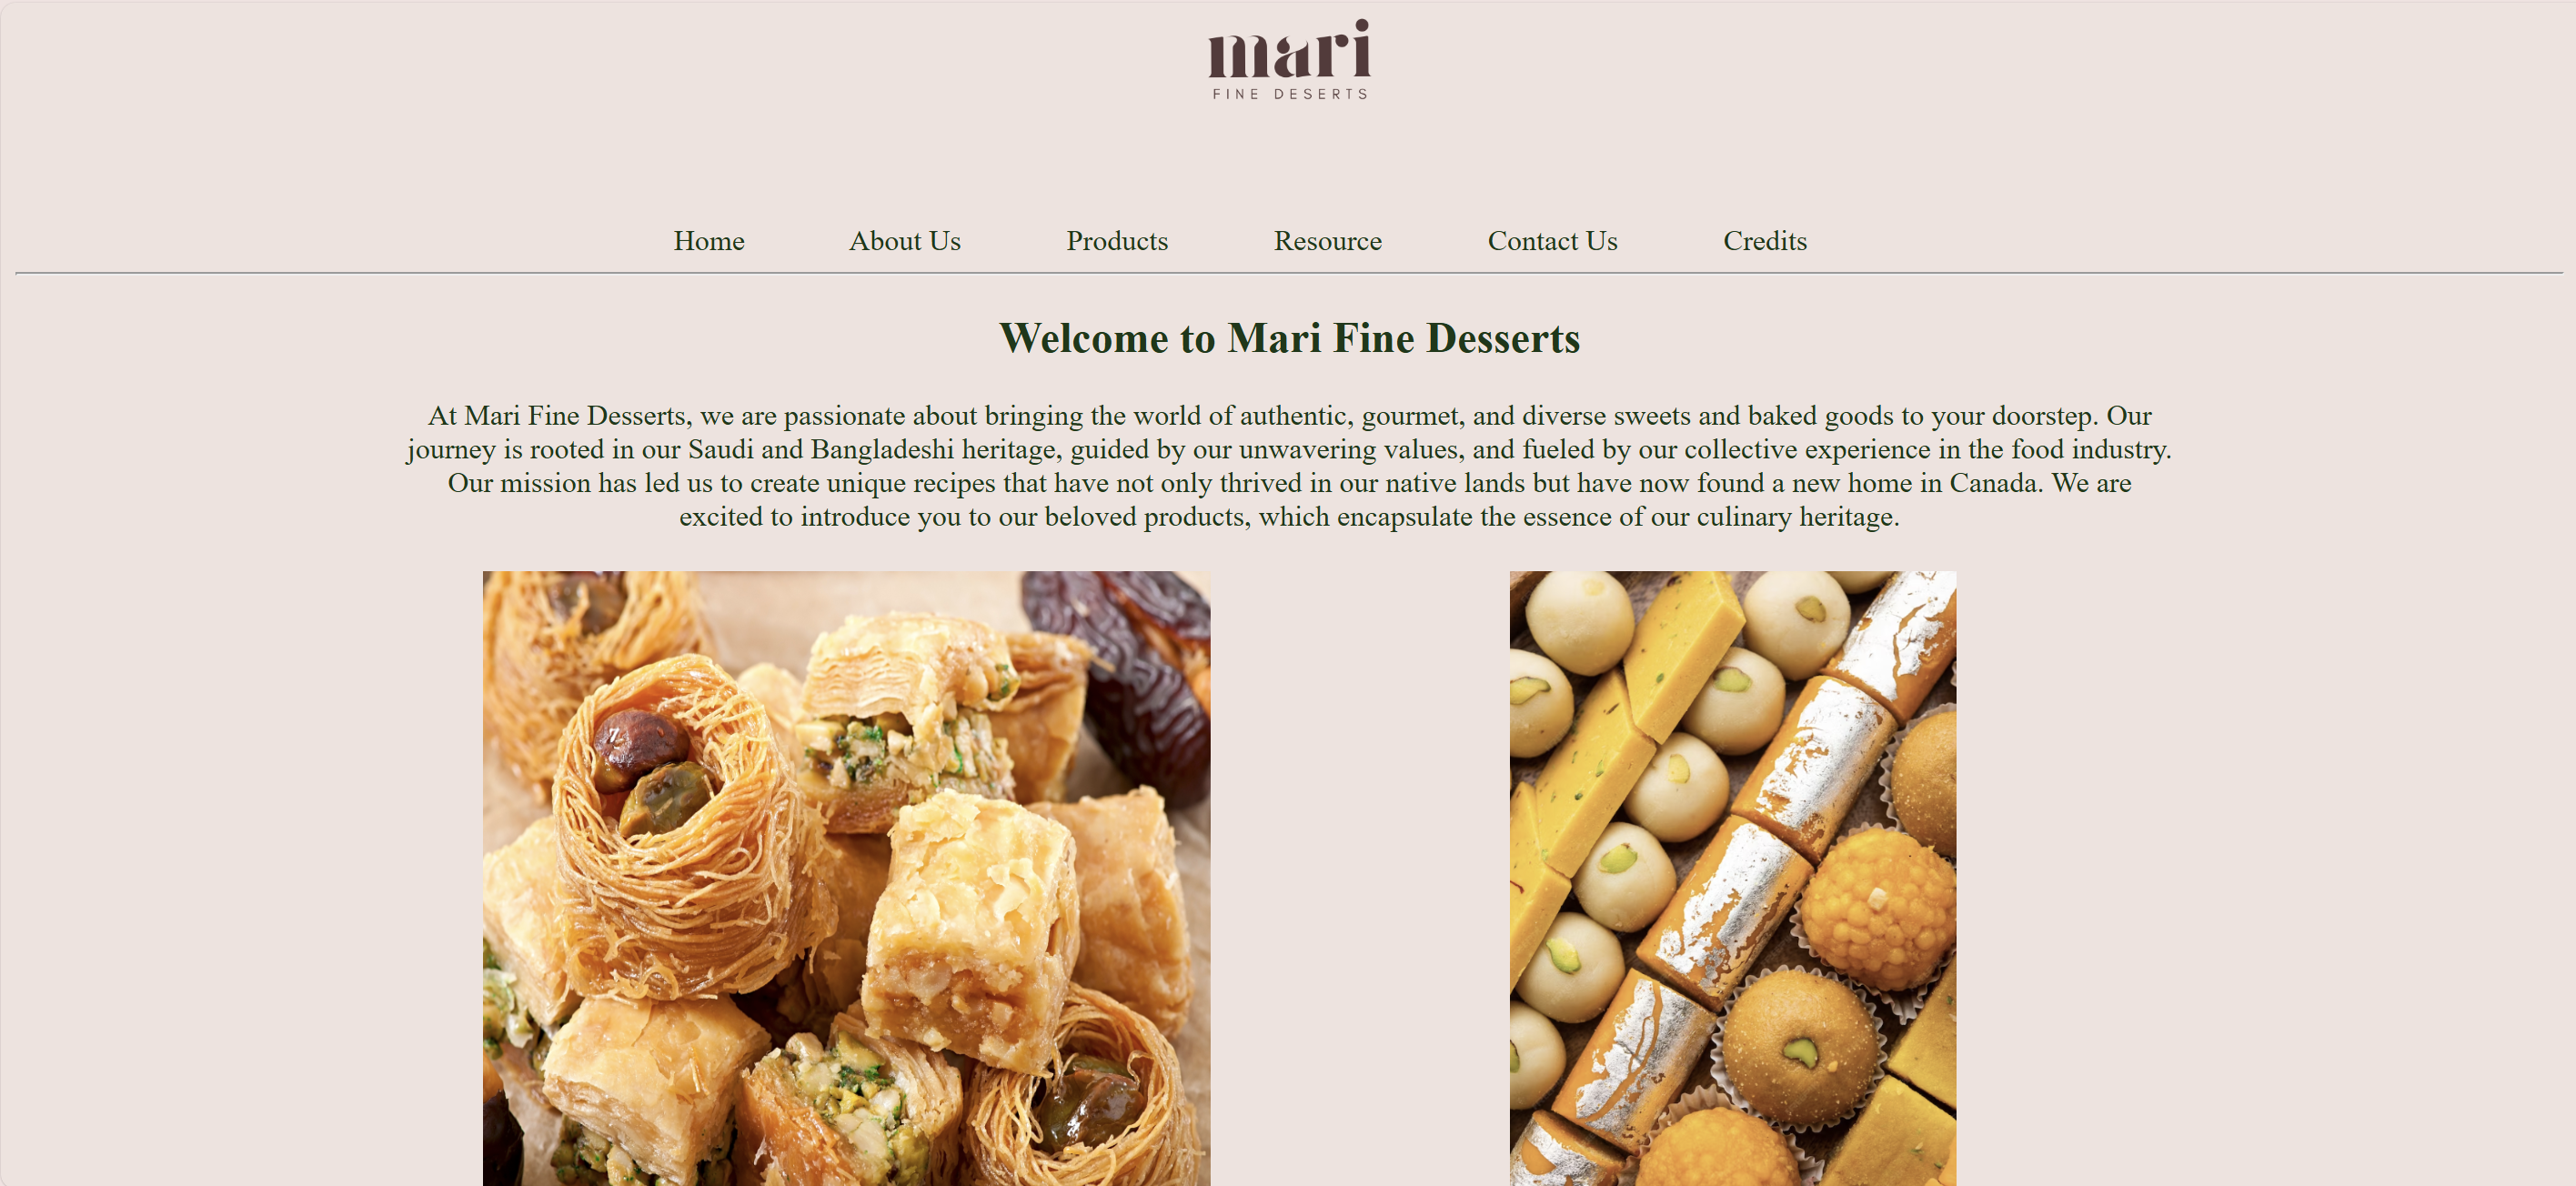 mari
FINE DESERTS
Home About Us Products Resource Contact Us Credits
Welcome to Mari Fine Desserts
At Mari Fine Desserts, we are passionate about bringing the world of authentic, gourmet, and diverse sweets and baked goods to your doorstep. Our
journey is rooted in our Saudi and Bangladeshi heritage, guided by our unwavering values, and fueled by our collective experience in the food industry.
Our mission has led us to create unique recipes that have not only thrived in our native lands but have now found a new home in Canada. We are
excited to introduce you to our beloved products, which encapsulate the essence of our culinary heritage.